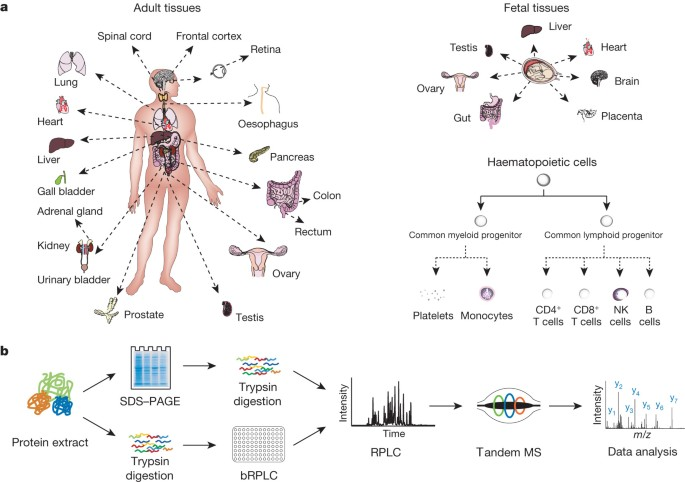 a
Adult tissues
Spinal cord
Frontal cortex
Retina
Lung
Heart
Oesophagus
Liver
Pancreas
Gall bladder
Colon
Adrenal gland
Rectum
Kidney
Ovary
Urinary bladder
Prostate
Testis
Fetal tissues
Liver
Testis
Heart
Ovary
Brain
Gut
Placenta
Haematopoietic cells
Common myeloid progenitor
Common lymphoid progenitor
Platelets
Monocytes
CD4+
T cells
CD8+
T cells
NK
cells
B
cells
b
Protein extract
SDS–PAGE
Trypsin
digestion
Trypsin
digestion
bRPLC
Intensity
Time
RPLC
Tandem MS
Intensity
y1
y2
y3
y4
y5
y6
y7
m/z
Data analysis